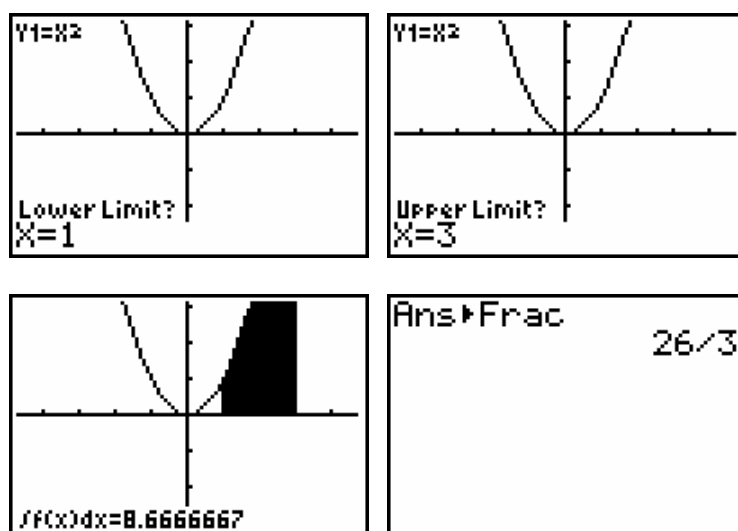 Y1=X²
Lower Limit?
X=1
Y1=X²
Upper Limit?
X=3
∫f(x)dx=8.6666667
Ans▸Frac
26/3